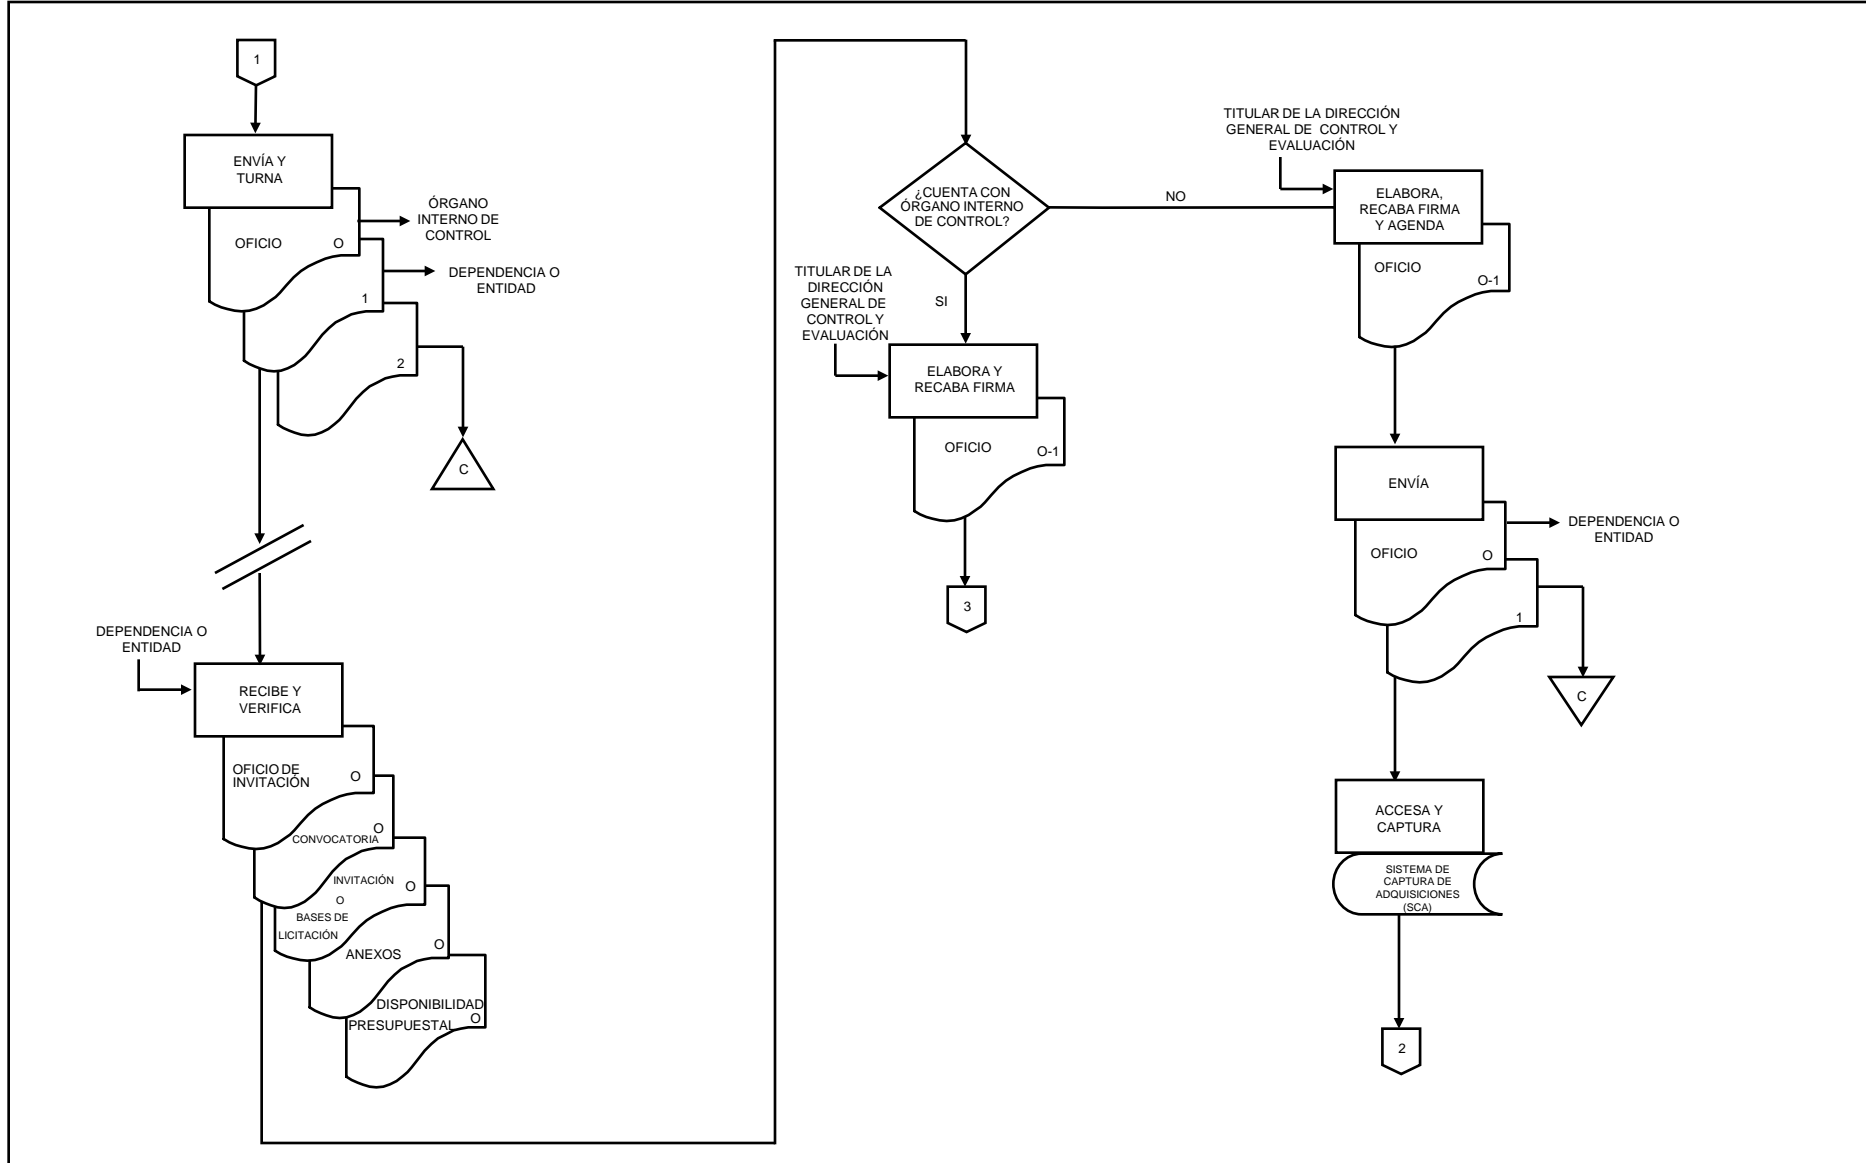 1
ENVÍA Y
TURNA
ÓRGANO
INTERNO DE
CONTROL
OFICIO
O
DEPENDENCIA O
ENTIDAD
1
2
C
DEPENDENCIA O
ENTIDAD
RECIBE Y
VERIFICA
OFICIO DE
INVITACIÓN
O
O
CONVOCATORIA
INVITACIÓN
O
O
BASES DE
LICITACIÓN
O
ANEXOS
DISPONIBILIDAD
PRESUPUESTAL
O
¿CUENTA CON
ÓRGANO INTERNO
DE CONTROL?
NO
SI
TITULAR DE LA
DIRECCIÓN
GENERAL DE
CONTROL Y
EVALUACIÓN
ELABORA Y
RECABA FIRMA
OFICIO
O-1
3
TITULAR DE LA DIRECCIÓN
GENERAL DE CONTROL Y
EVALUACIÓN
ELABORA,
RECABA FIRMA
Y AGENDA
OFICIO
O-1
ENVÍA
DEPENDENCIA O
ENTIDAD
OFICIO
O
1
C
ACCESA Y
CAPTURA
SISTEMA DE
CAPTURA DE
ADQUISICIONES
(SCA)
2